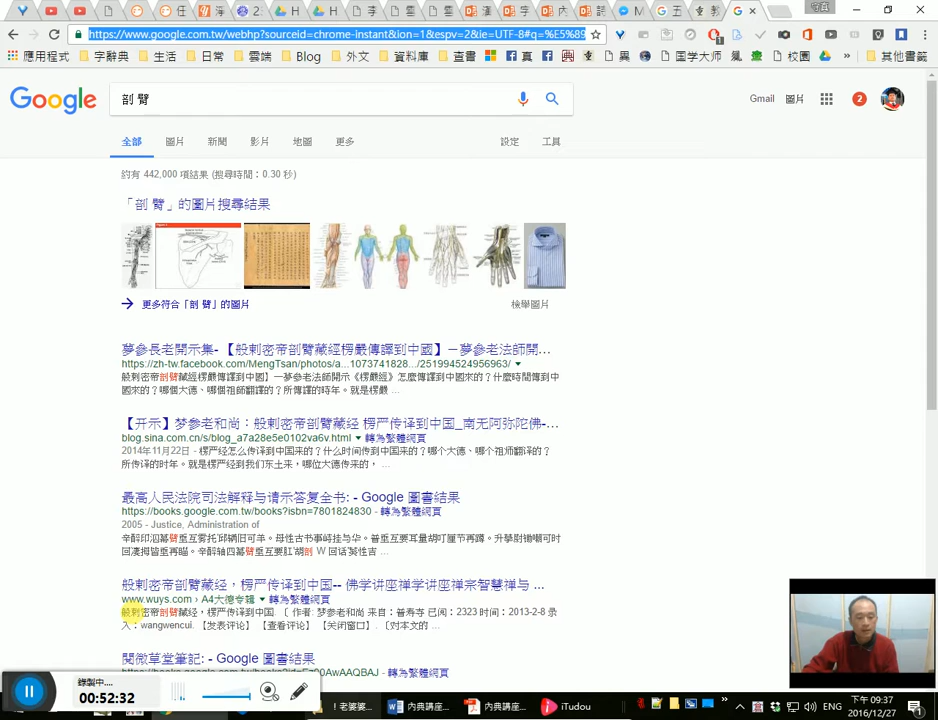 https://www.google.com.tw/webhp?sourceid=chrome-instant&ion=1&espv=2&ie=UTF-8#q=%E5%89
應用程式 字辭典 生活 日常 雲端 Blog 外文 查書 真 異 国学大师 校園 其他書籤
Google
剖 臂
Gmail 圖片 2
全部 圖片 新聞 影片 地圖 更多 設定 工具
約有 442,000 項結果 (搜尋時間:0.30 秒)
「剖 臂」的圖片搜尋結果
更多符合「剖 臂」的圖片 檢舉圖片
夢參長老開示集- 【般剌密帝剖臂藏經楞嚴傳譯到中國】－夢參老法師開...
https://zh-tw.facebook.com/MengTsan/photos/a...1073741828.../251994524956963/
般剌密帝剖臂藏經楞嚴傳譯到中國】－夢參老法師開示《楞嚴經》怎麼傳譯到中國來的？什麼時間傳到中
國來的？哪個大德、哪個祖師翻譯的？所傳譯的時年。就是楞嚴 ...
【开示】梦参老和尚：般剌密帝剖臂藏经 楞严传译到中国_南无阿弥陀佛-...
blog.sina.com.cn/s/blog_a7a28e5e0102va6v.html 轉為繁體網頁
2014年11月22日 - 楞严经怎么传译到中国来的？什么时间传到中国来的？哪个大德、哪个祖师翻译的？
所传译的时年。就是楞严经到我们东土来，哪位大德传来的， ...
最高人民法院司法解释与请示答复全书: - Google 圖書結果
https://books.google.com.tw/books?isbn=7801824830 - 轉為繁體網頁
2005 - Justice, Administration of
般剌密帝剖臂藏经，楞严传译到中国-- 佛学讲座禅学讲座禅宗智慧禅与 ...
www.wuys.com › A4大德专辑 轉為繁體網頁
般剌密帝剖臂藏经，楞严传译到中国. 〔 作者: 梦参老和尚 来自：普寿寺 已阅：2323 时间：2013-2-8 录
入：wangwencui. 【发表评论】 【查看评论】 【关闭窗口】. 〔对本文的 ...
閱微草堂筆記: - Google 圖書結果
轉為繁體網頁
錄製中...
00:52:32
！老婆婆... 內典講座... 內典講座... iTudou
ENG
下午 09:37
2016/12/27